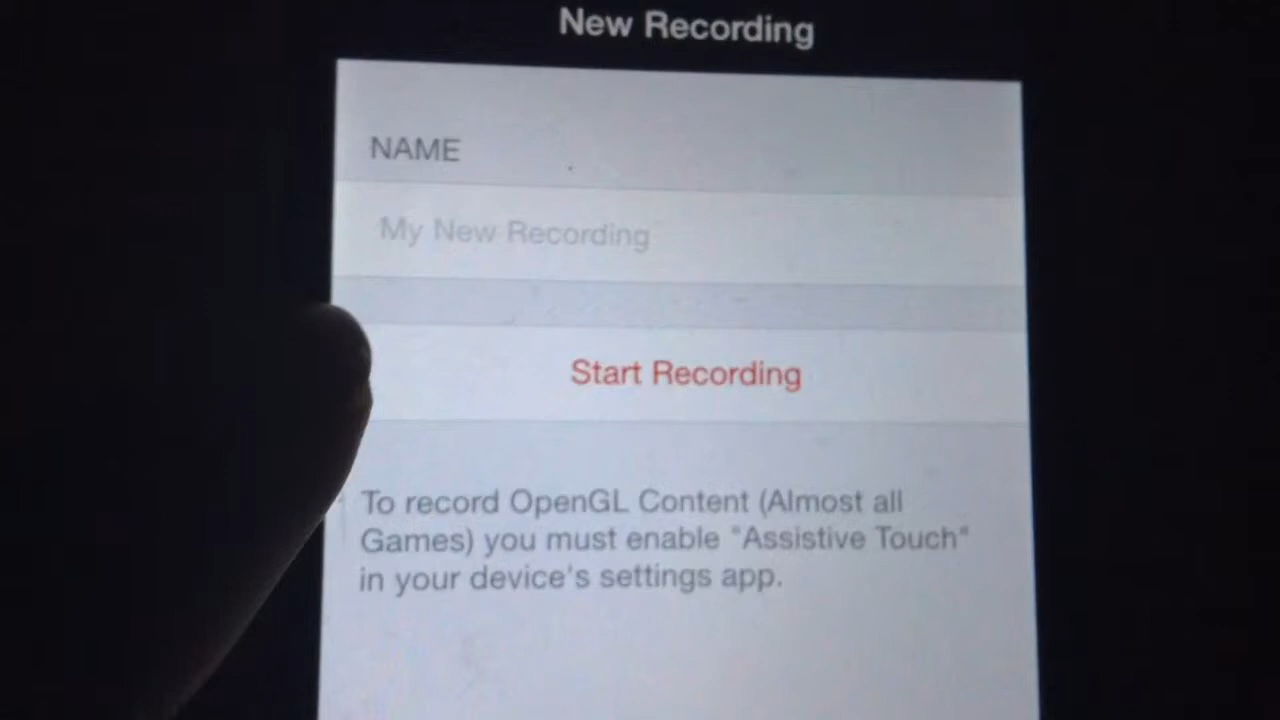 New Recording
NAME
My New Recording
Start Recording
To record OpenGL Content (Almost all
Games) you must enable "Assistive Touch"
in your device's settings app.